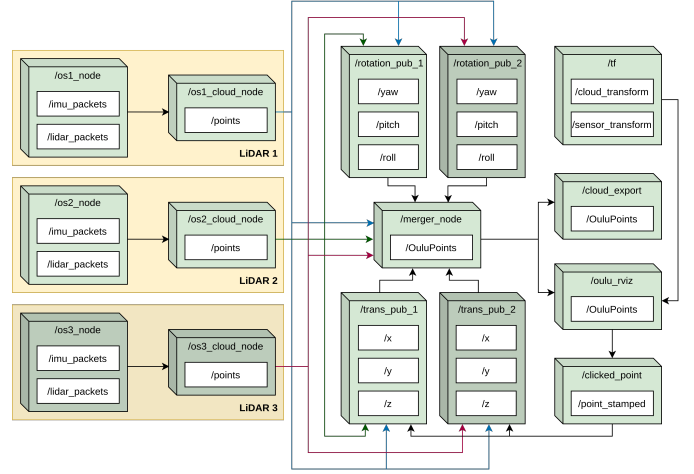 /os1_node
/imu_packets
/lidar_packets
/os1_cloud_node
/points
LiDAR 1
/os2_node
/imu_packets
/lidar_packets
/os2_cloud_node
/points
LiDAR 2
/os3_node
/imu_packets
/lidar_packets
/os3_cloud_node
/points
LiDAR 3
/rotation_pub_1
/yaw
/pitch
/roll
/rotation_pub_2
/yaw
/pitch
/roll
/merger_node
/OuluPoints
/trans_pub_1
/x
/y
/z
/trans_pub_2
/x
/y
/z
/tf
/cloud_transform
/sensor_transform
/cloud_export
/OuluPoints
/oulu_rviz
/OuluPoints
/clicked_point
/point_stamped